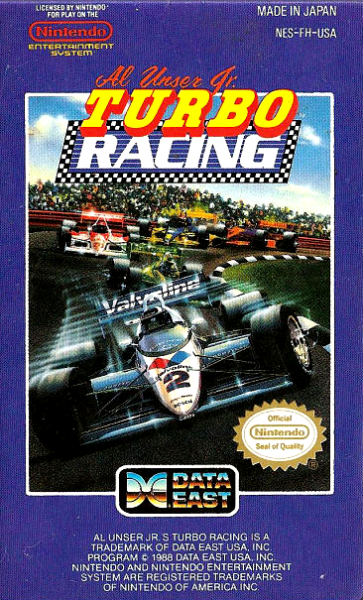 LICENSED BY NINTENDO®
FOR PLAY ON THE
Nintendo
ENTERTAINMENT
SYSTEM™
MADE IN JAPAN
NES-FH-USA
Al Unser Jr.
TURBO
RACING
Valvoline
2
Official
Nintendo
Seal of Quality
®
DATA
EAST
AL UNSER JR. S TURBO RACING IS A
TRADEMARK OF DATA EAST USA, INC.
PROGRAM © 1988 DATA EAST USA, INC.
NINTENDO AND NINTENDO ENTERTAINMENT
SYSTEM ARE REGISTERED TRADEMARKS
OF NINTENDO OF AMERICA INC.